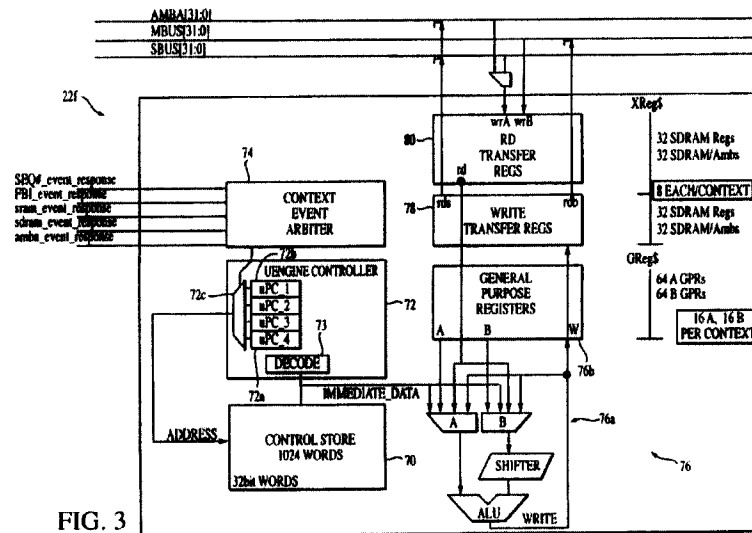 AMBA[31:0]
MBUS[31:0]
SBUS[31:0]
22f
XReg$
wrA wrB
80
RD
TRANSFER
REGS
rd
32 SDRAM Regs
32 SDRAM/Ambs
74
SEQ#_event_response
FBI_event_response
sram_event_response
sdram_event_response
amba_event_response
CONTEXT
EVENT
ARBITER
8 EACH/CONTEXT
rds
rdb
78
WRITE
TRANSFER REGS
32 SDRAM Regs
32 SDRAM/Ambs
GReg$
72b
UENGINE CONTROLLER
72c
uPC_1
uPC_2
uPC_3
uPC_4
72
73
DECODE
72a
GENERAL
PURPOSE
REGISTERS
A
B
W
64 A GPRs
64 B GPRs
16 A, 16 B
PER CONTEXT
76b
IMMEDIATE_DATA
A
B
76a
ADDRESS
CONTROL STORE
1024 WORDS
32bit WORDS
70
SHIFTER
76
ALU
WRITE
FIG. 3